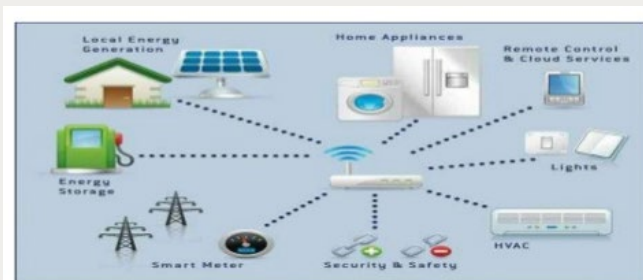 Local Energy
Generation
Home Appliances
Remote Control
& Cloud Services
Energy
Storage
Lights
HVAC
Smart Meter
Security & Safety